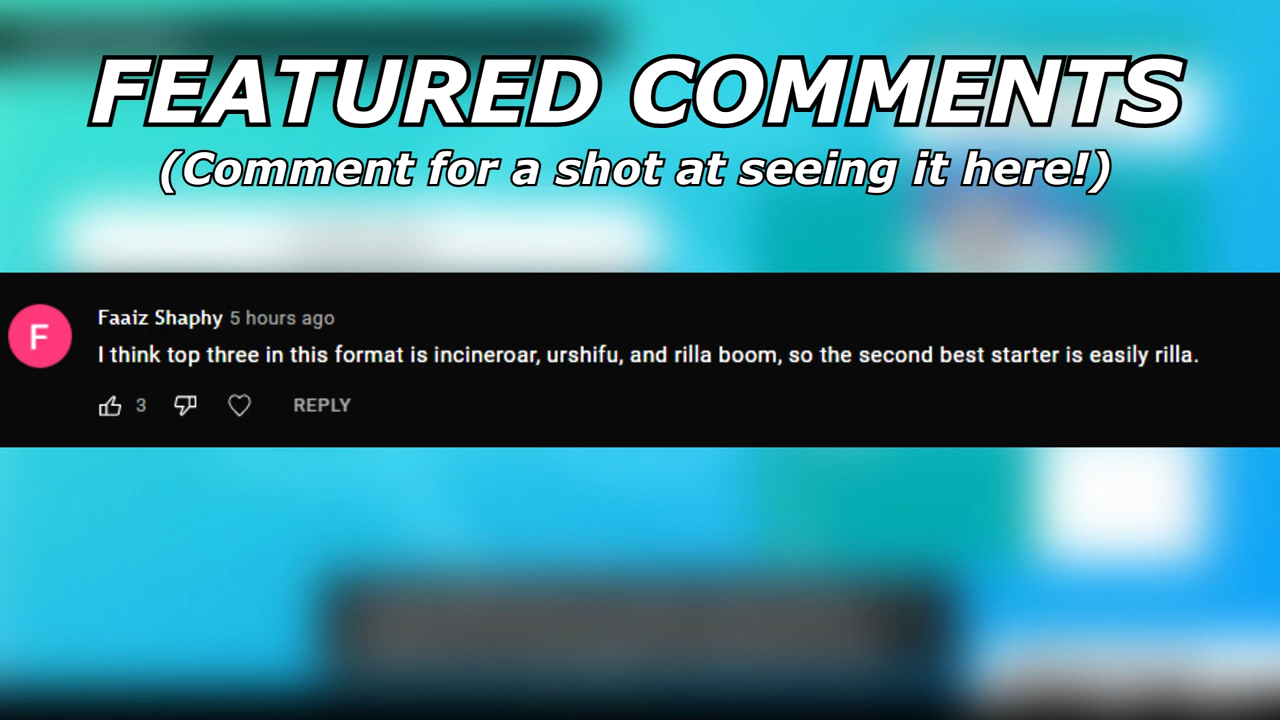 FEATURED COMMENTS
(Comment for a shot at seeing it here!)
F
Faaiz Shaphy 5 hours ago
I think top three in this format is incineroar, urshifu, and rilla boom, so the second best starter is easily rilla.
3 REPLY